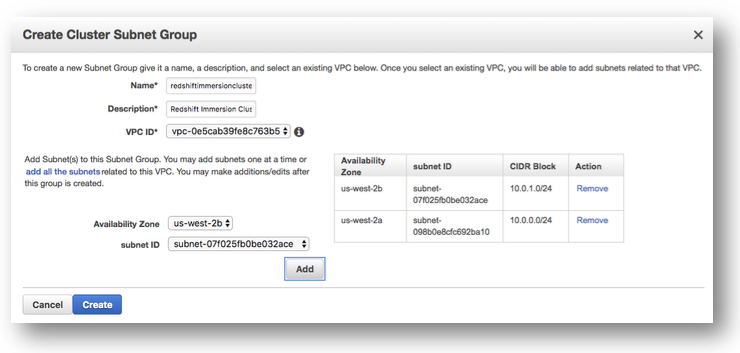 Create Cluster Subnet Group
To create a new Subnet Group give it a name, a description, and select an existing VPC below. Once you select an existing VPC, you will be able to add subnets related to that VPC.
Name* redshiftimmersioncluste
Description* Redshift Immersion Clus
VPC ID* vpc-0e5cab39fe8c763b5
Add Subnet(s) to this Subnet Group. You may add subnets one at a time or
add all the subnets related to this VPC. You may make additions/edits after
this group is created.
Availability Zone us-west-2b
subnet ID subnet-07f025fb0be032ace
Add
Availability
Zone subnet ID CIDR Block Action
us-west-2b subnet- 10.0.1.0/24 Remove
07f025fb0be032ace
us-west-2a subnet- 10.0.0.0/24 Remove
098b0e8cfc692ba10
Cancel Create